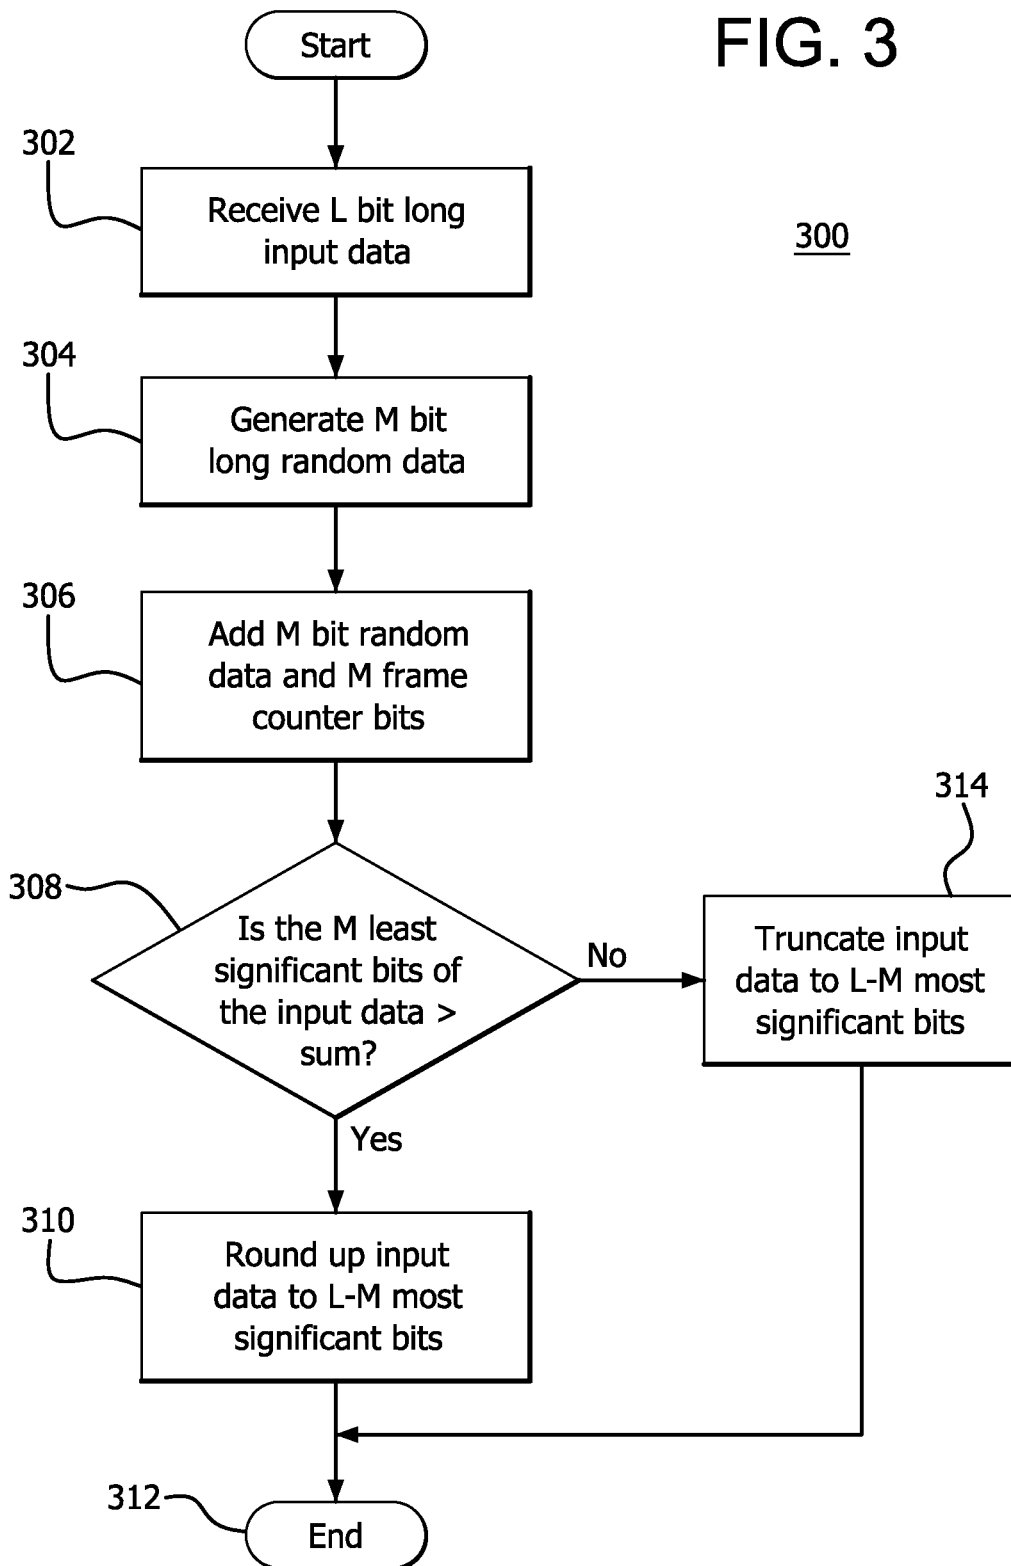 FIG. 3
Start
302
Receive L bit long
input data
300
304
Generate M bit
long random data
306
Add M bit random
data and M frame
counter bits
314
308
Is the M least
significant bits of
the input data >
sum?
No
Truncate input
data to L-M most
significant bits
Yes
310
Round up input
data to L-M most
significant bits
312
End